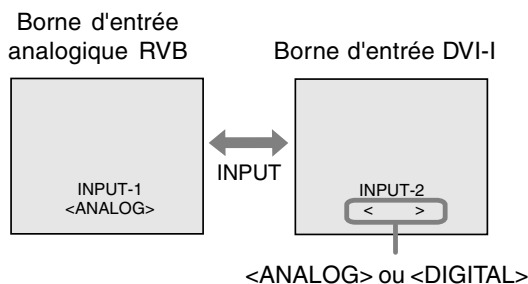 Borne d'entrée
analogique RVB
Borne d'entrée DVI-I
INPUT-1
<ANALOG>
INPUT
INPUT-2
< >
<ANALOG> ou <DIGITAL>